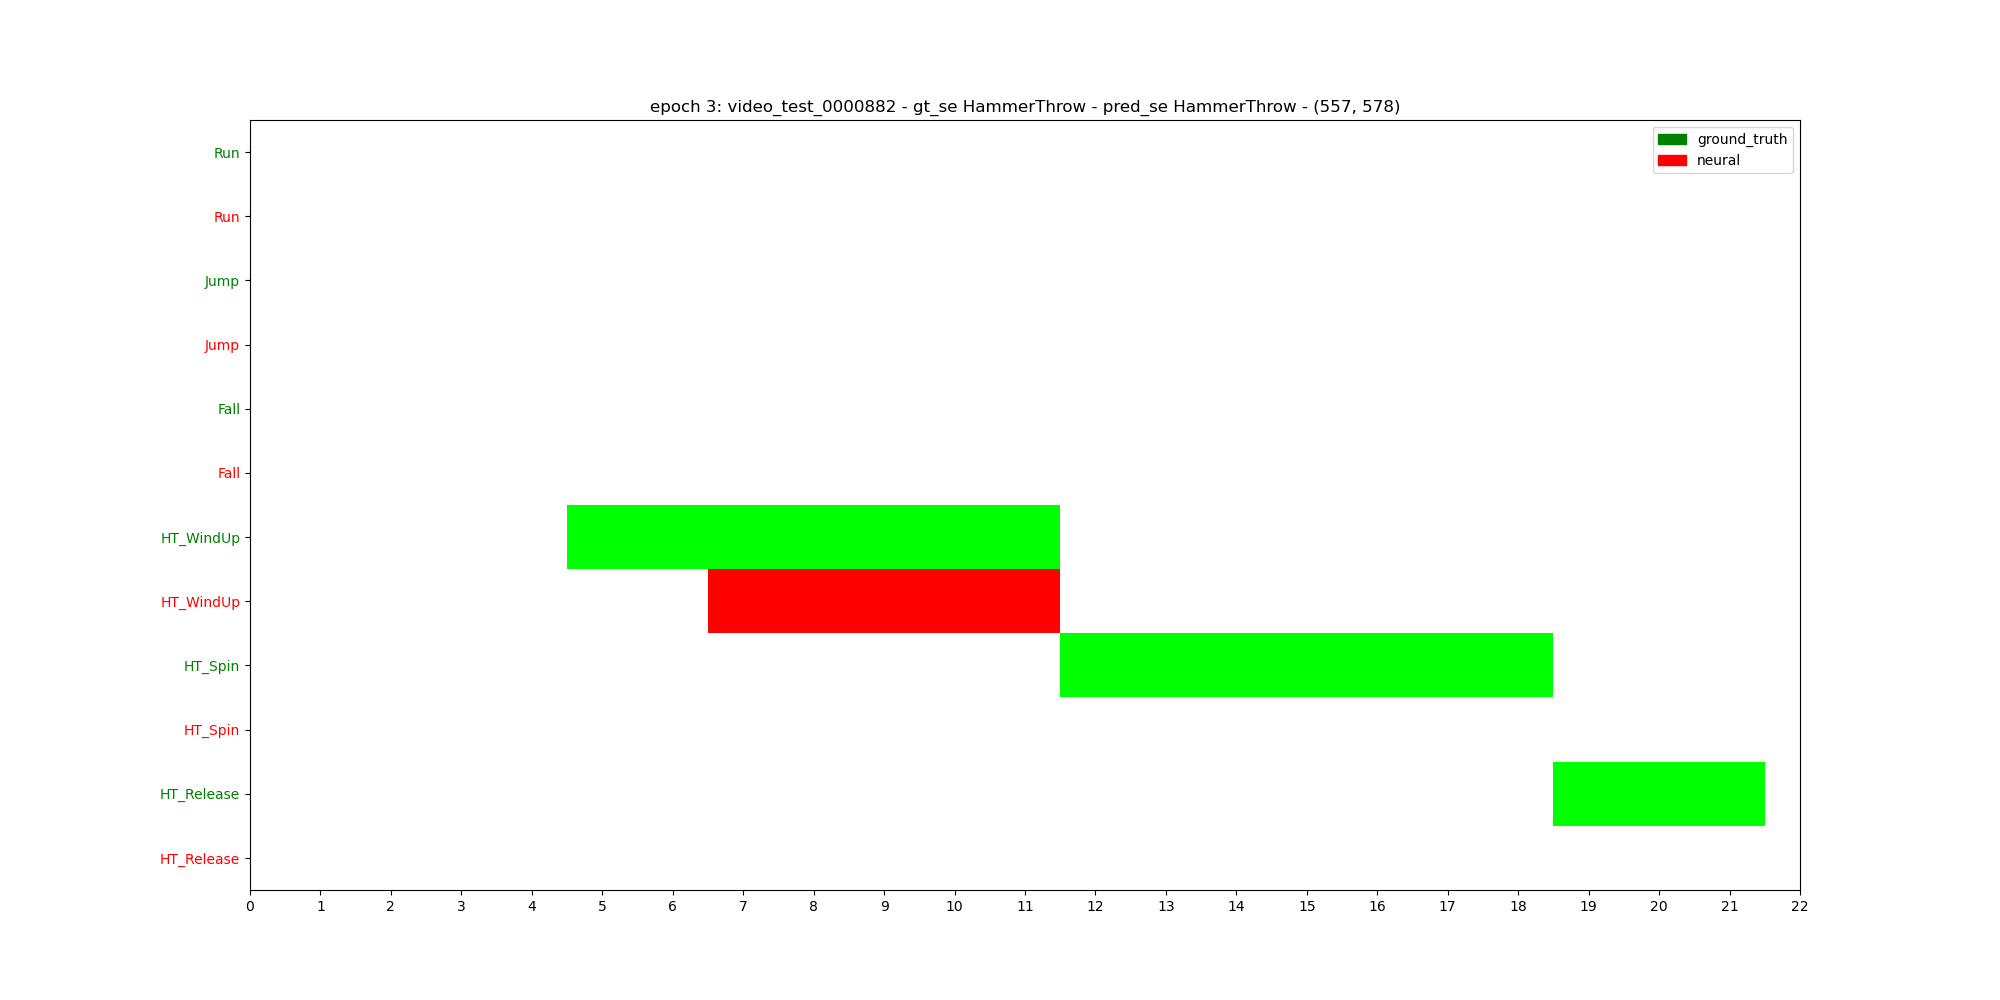 epoch 3: video_test_0000882 - gt_se HammerThrow - pred_se HammerThrow - (557, 578)
ground_truth
neural
Run
Run
Jump
Jump
Fall
Fall
HT_WindUp
HT_WindUp
HT_Spin
HT_Spin
HT_Release
HT_Release
0 1 2 3 4 5 6 7 8 9 10 11 12 13 14 15 16 17 18 19 20 21 22